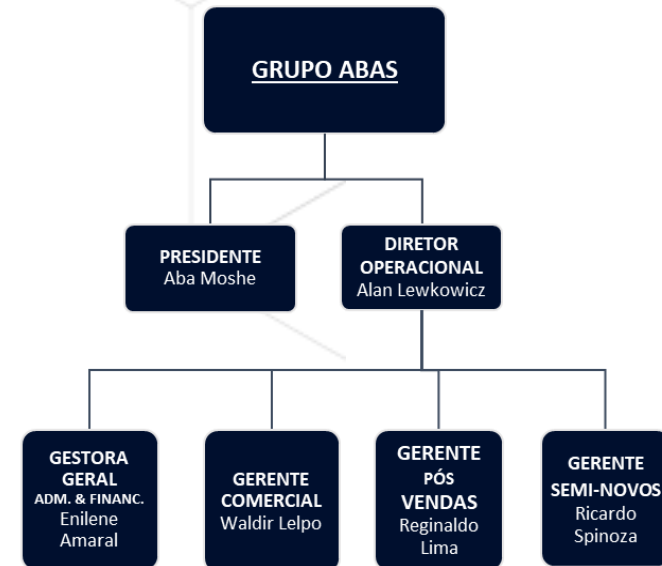 GRUPO ABAS
PRESIDENTE
Aba Moshe
DIRETOR
OPERACIONAL
Alan Lewkowicz
GESTORA
GERAL
ADM. & FINANC.
Enilene
Amaral
GERENTE
COMERCIAL
Waldir Lelpo
GERENTE
PÓS
VENDAS
Reginaldo
Lima
GERENTE
SEMI-NOVOS
Ricardo
Spinoza